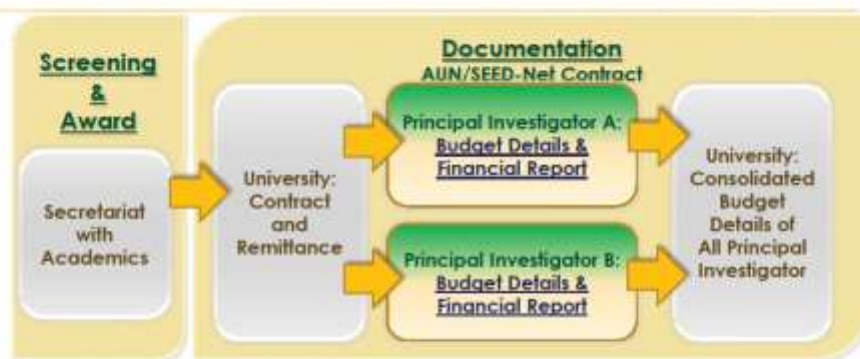 Screening
&
Award
Secretariat
with
Academics
Documentation
AUN/SEED-Net Contract
University:
Contract
and
Remittance
Principal Investigator A:
Budget Details &
Financial Report
Principal Investigator B:
Budget Details &
Financial Report
University:
Consolidated
Budget
Details of
All Principal
Investigator